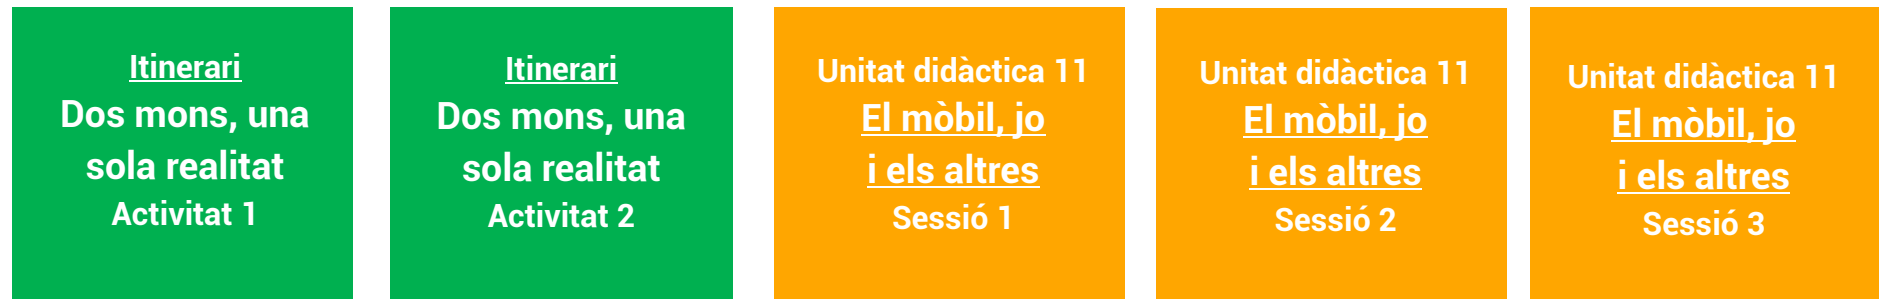 Itinerari
Dos mons, una
sola realitat
Activitat 1
Itinerari
Dos mons, una
sola realitat
Activitat 2
Unitat didàctica 11
El mòbil, jo
i els altres
Sessió 1
Unitat didàctica 11
El mòbil, jo
i els altres
Sessió 2
Unitat didàctica 11
El mòbil, jo
i els altres
Sessió 3